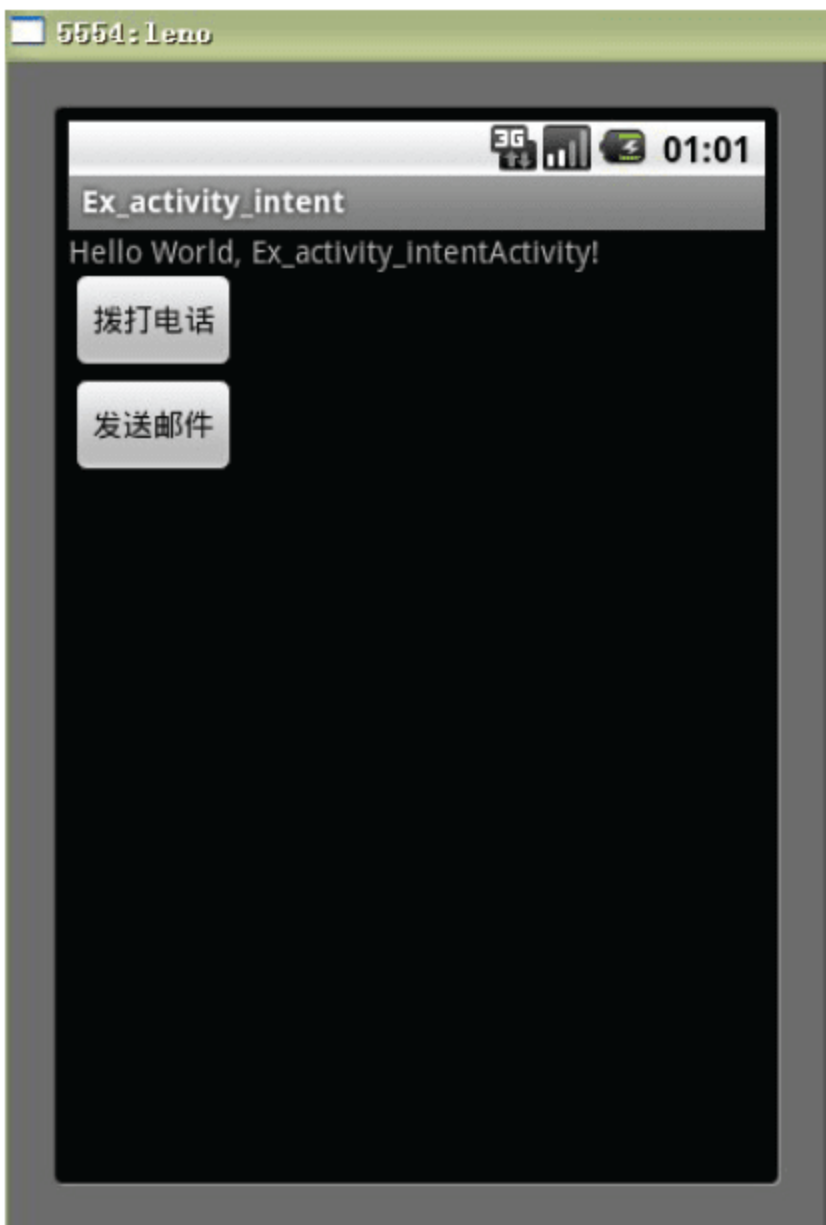 5554:leno
3G 01:01
Ex_activity_intent
Hello World, Ex_activity_intentActivity!
拨打电话
发送邮件